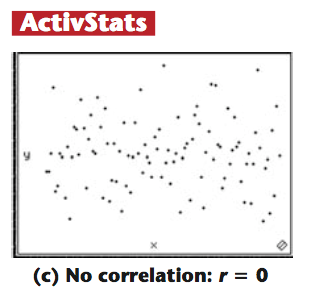 ActivStats
y
x
(c) No correlation: r = 0